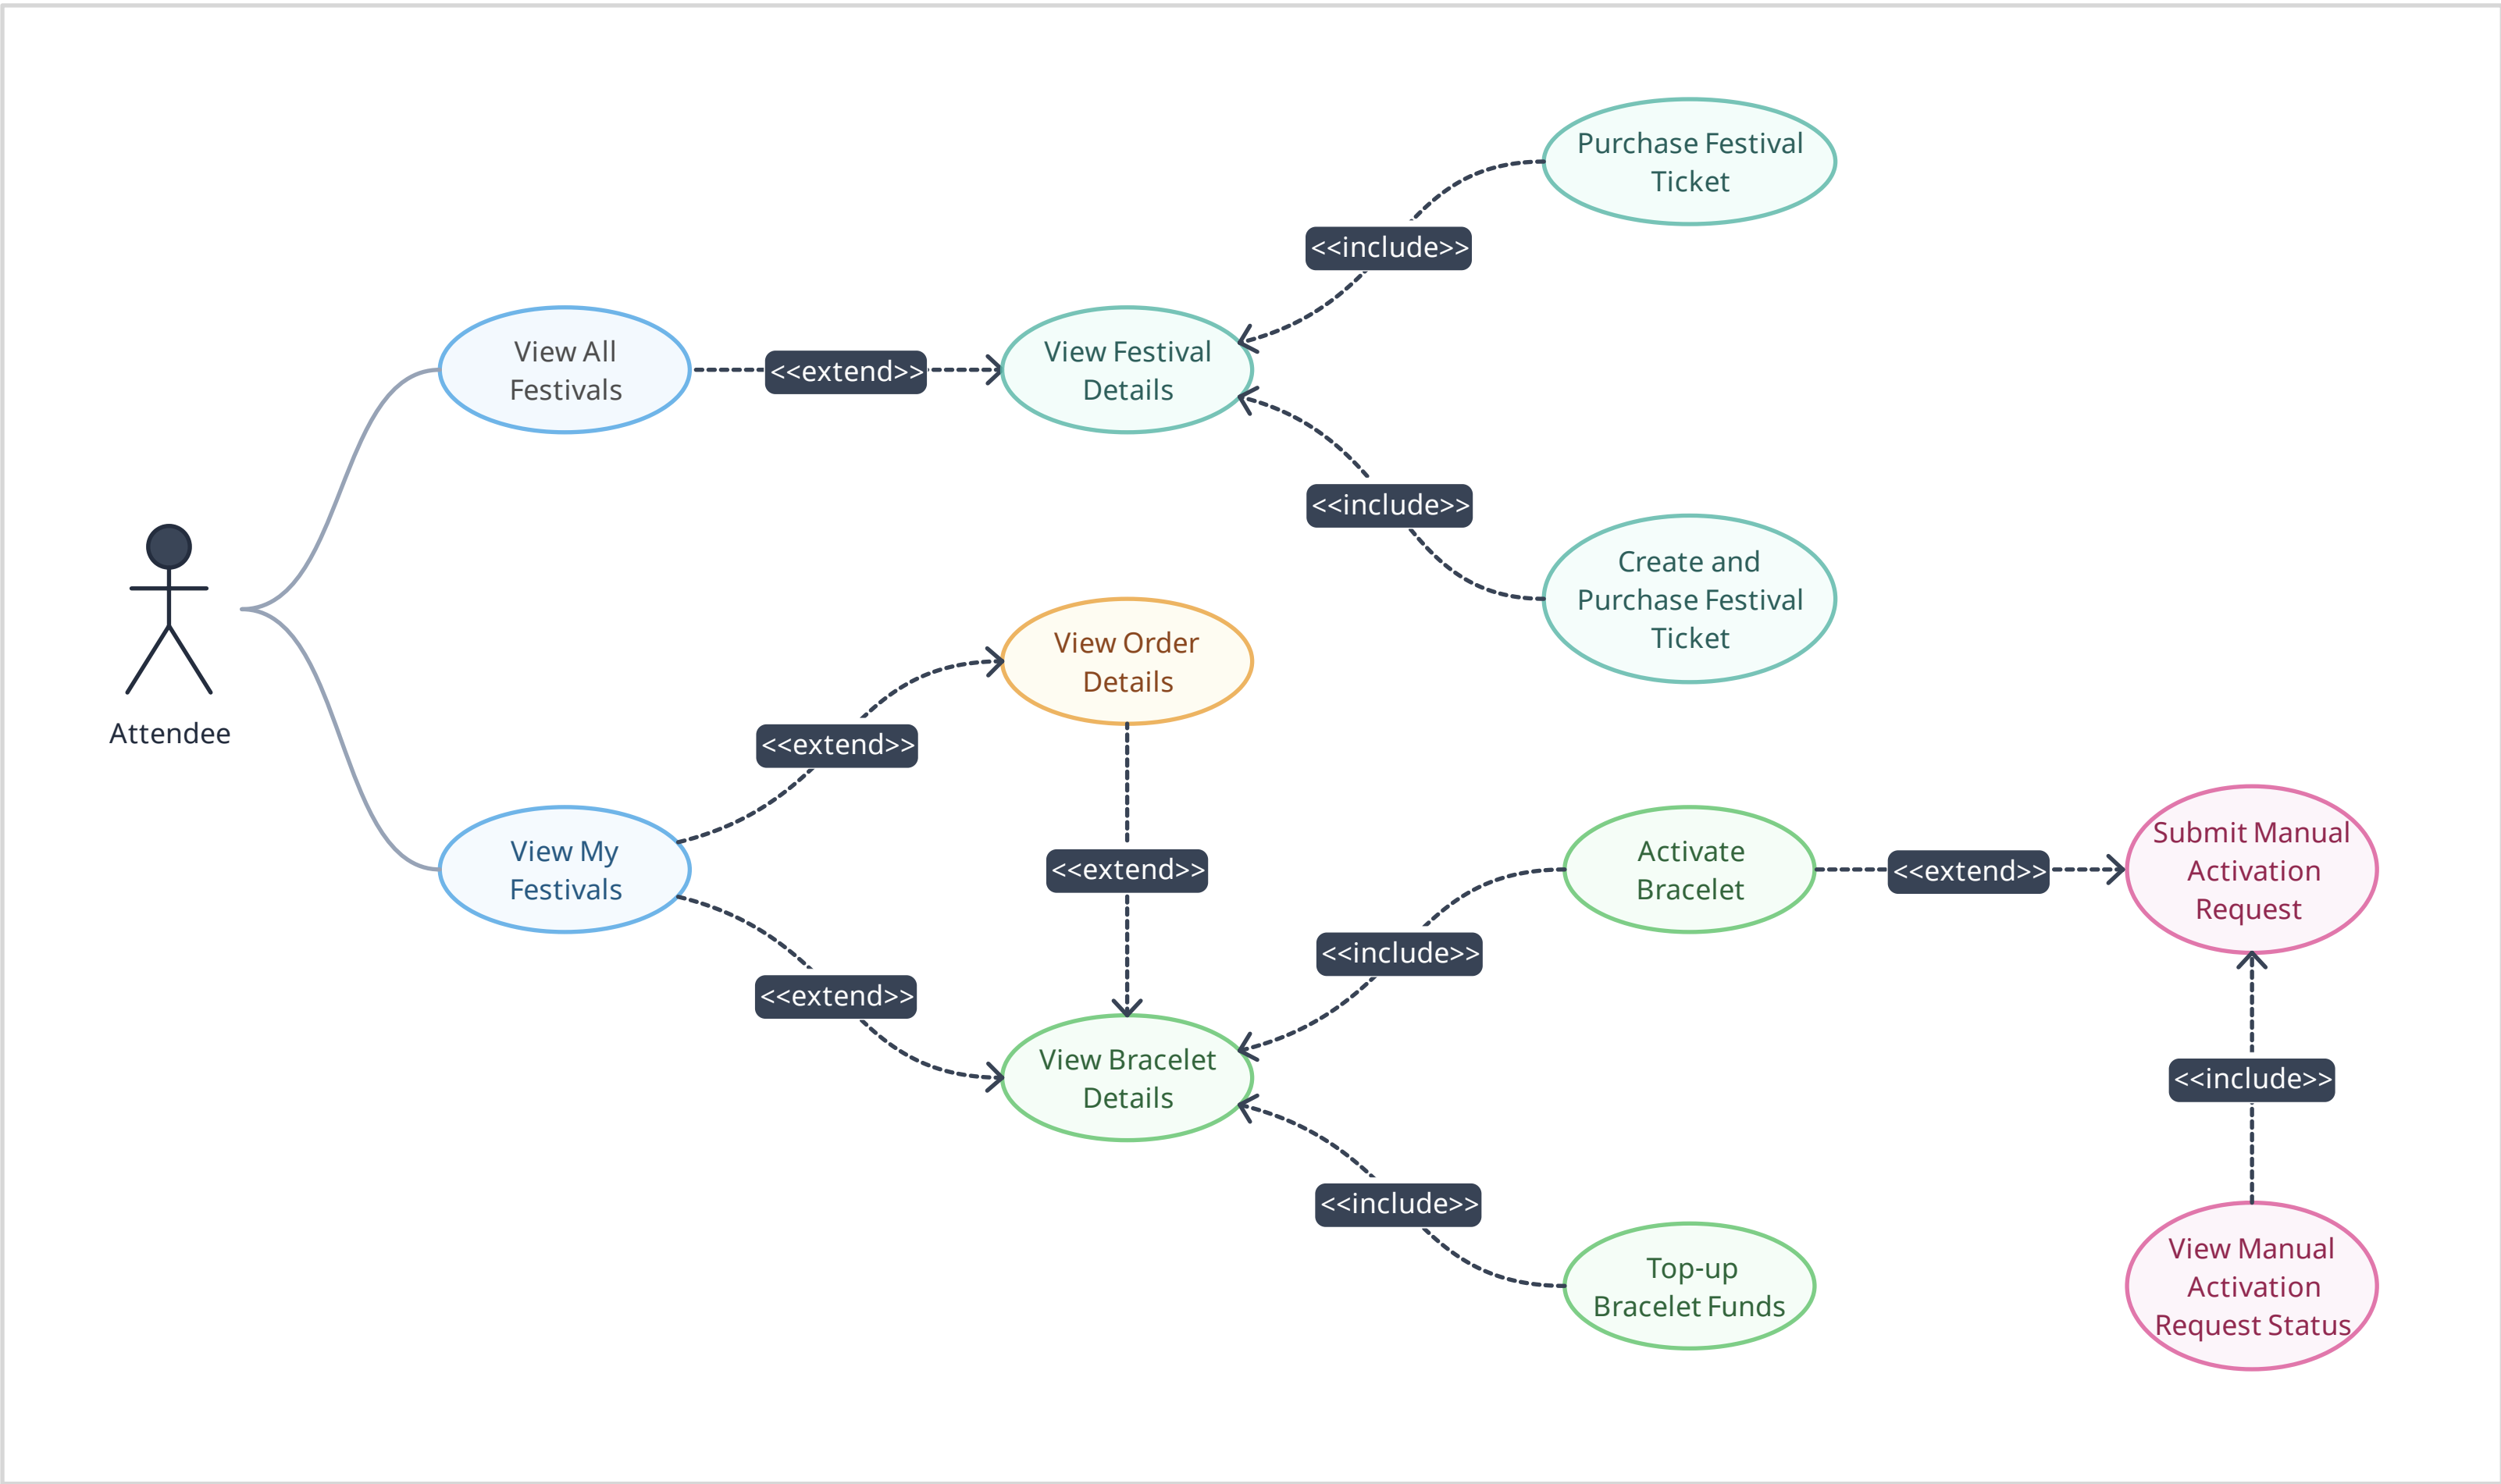 Purchase Festival
Ticket
<<include>>
View All
Festivals
<<extend>>
View Festival
Details
<<include>>
Create and
Purchase Festival
Ticket
Attendee
View Order
Details
<<extend>>
View My
Festivals
<<extend>>
<<extend>>
View Bracelet
Details
<<include>>
Activate
Bracelet
<<extend>>
Submit Manual
Activation
Request
<<include>>
<<include>>
Top-up
Bracelet Funds
View Manual
Activation
Request Status